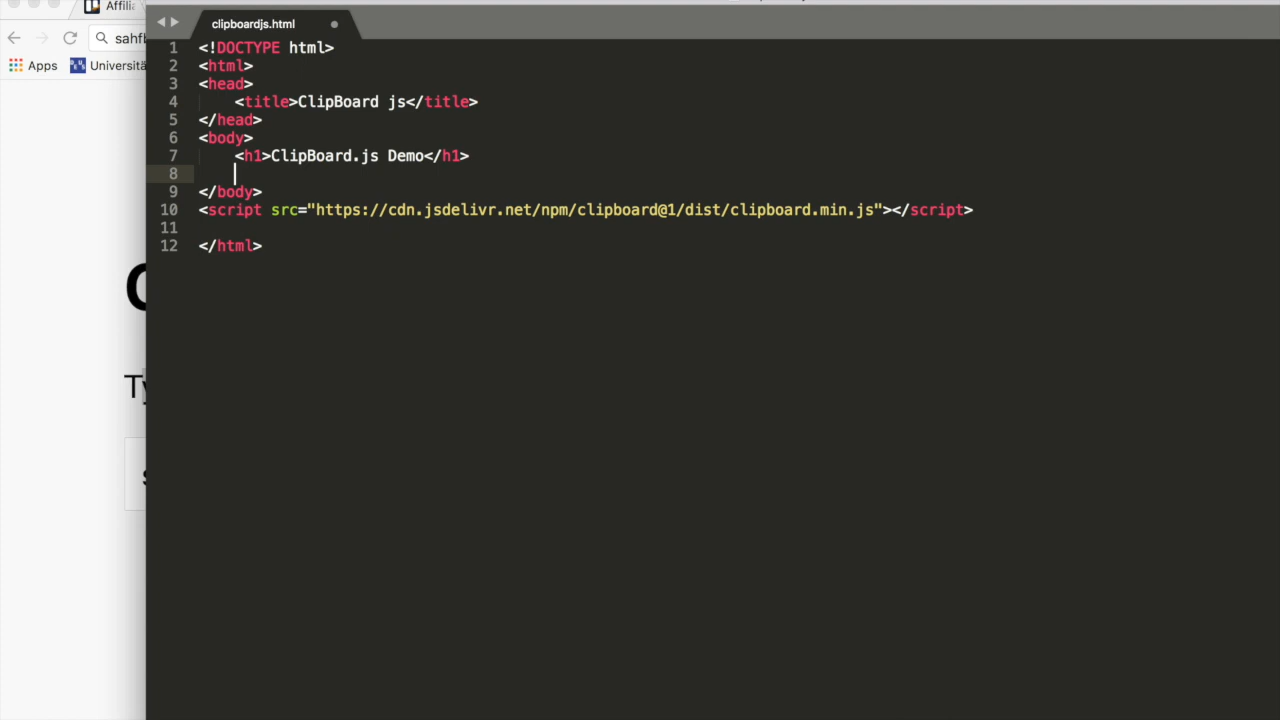 Affilia
clipboardjs.html
sahfb
Apps
Universitä
1 <!DOCTYPE html>
2 <html>
3 <head>
4 <title>ClipBoard js</title>
5 </head>
6 <body>
7 <h1>ClipBoard.js Demo</h1>
8
9 </body>
10 <script src="https://cdn.jsdelivr.net/npm/clipboard@1/dist/clipboard.min.js"></script>
11
12 </html>